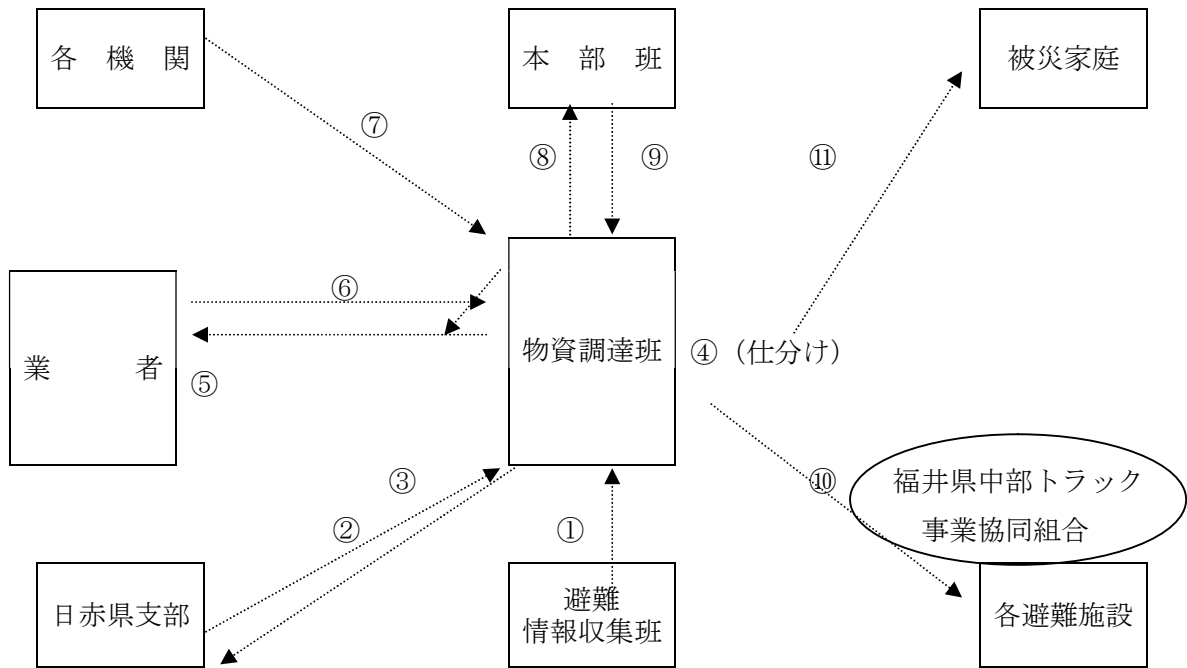 各　機　関
本　部　班
被災家庭
⑦
⑧
⑨
⑪
⑥
業　　　者
⑤
物資調達班
④（仕分け）
③
②
①
⑩
福井県中部トラック
事業協同組合
日赤県支部
避難
情報収集班
各避難施設